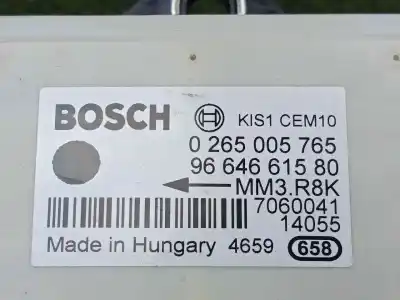 BOSCH KIS1 CEM10
0 265 005 765
96 646 615 80
MM3.R8K
7060041
14055
Made in Hungary 4659 658